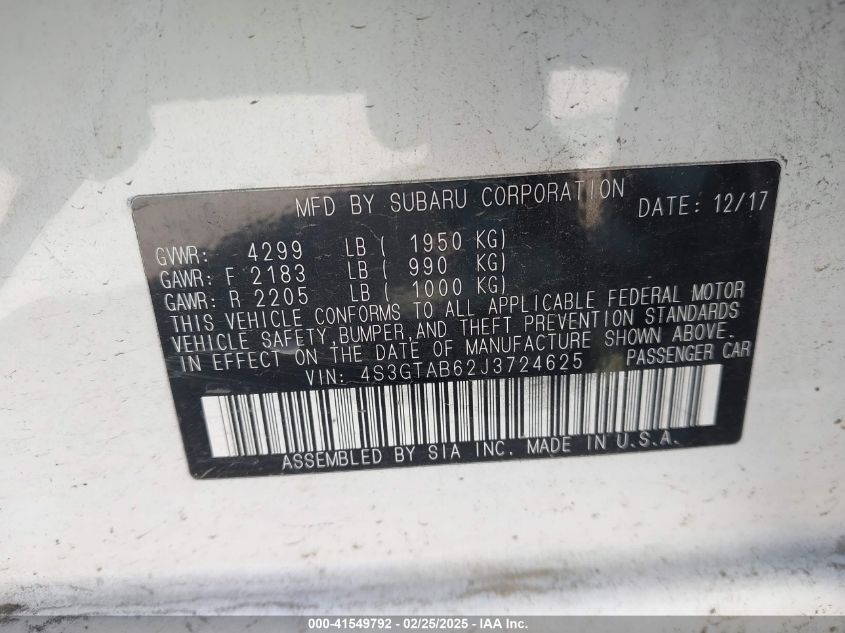 MFD BY SUBARU CORPORATION DATE: 12/17
GVWR: 4299 LB ( 1950 KG)
GAWR: F 2183 LB ( 990 KG)
GAWR: R 2205 LB ( 1000 KG)
THIS VEHICLE CONFORMS TO ALL APPLICABLE FEDERAL MOTOR
VEHICLE SAFETY,BUMPER,AND THEFT PREVENTION STANDARDS
IN EFFECT ON THE DATE OF MANUFACTURE SHOWN ABOVE.
VIN: 4S3GTAB62J3724625 PASSENGER CAR
ASSEMBLED BY SIA INC. MADE IN U.S.A.
000-41549792 - 02/25/2025 - IAA Inc.